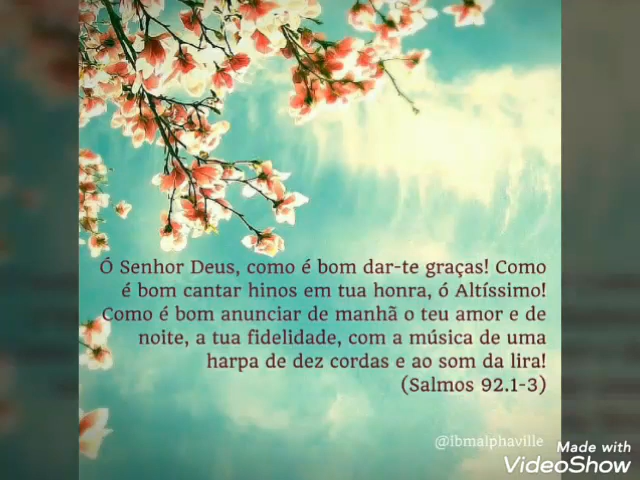 Ó Senhor Deus, como é bom dar-te graças! Como
é bom cantar hinos em tua honra, ó Altíssimo!
Como é bom anunciar de manhã o teu amor e de
noite, a tua fidelidade, com a música de uma
harpa de dez cordas e ao som da lira!
(Salmos 92.1-3)
@ibmalphaville
Made with
VideoShow